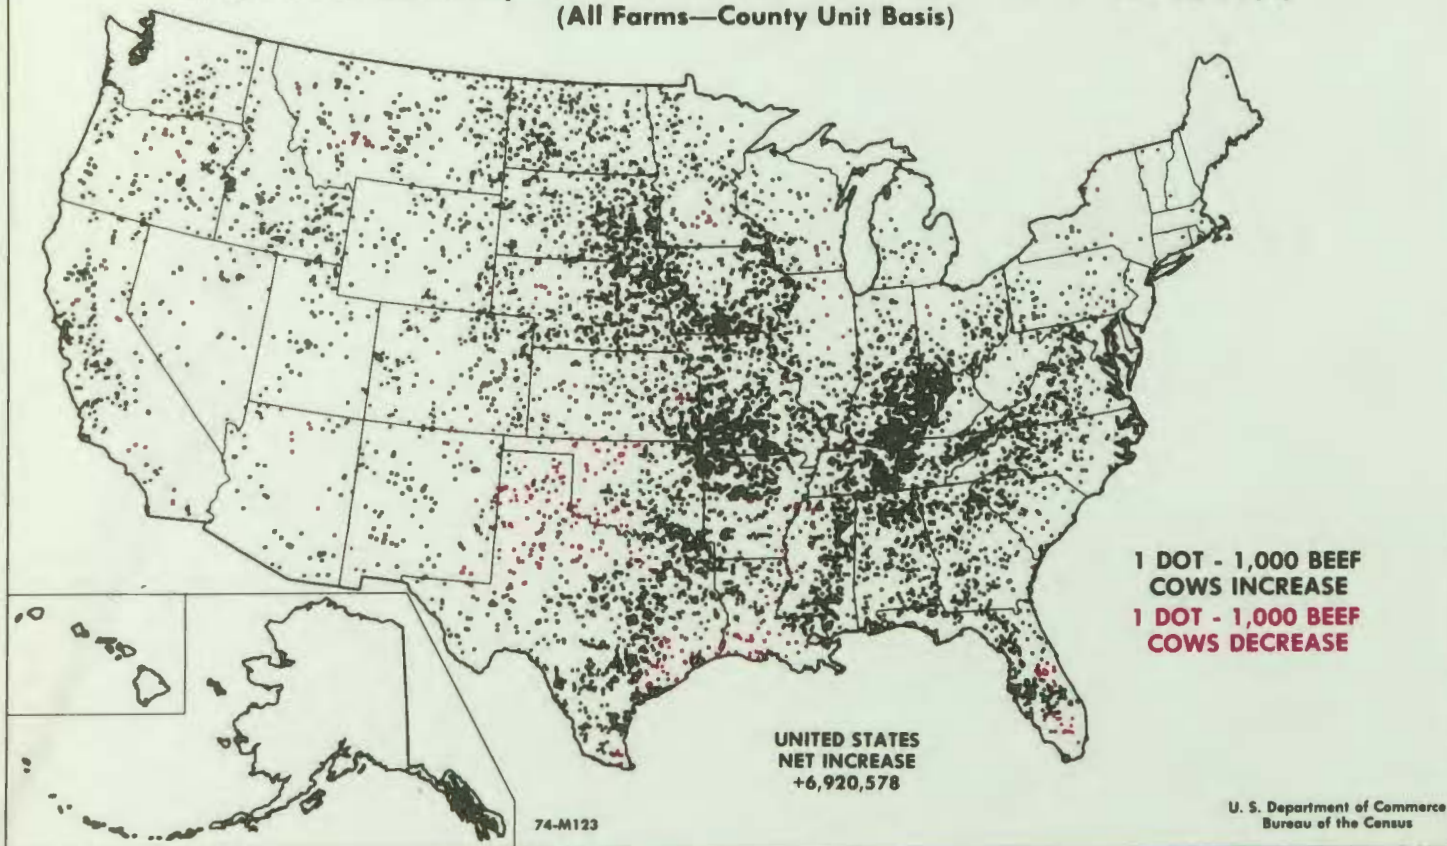 (All Farms—County Unit Basis)
1 DOT - 1,000 BEEF
COWS INCREASE
1 DOT - 1,000 BEEF
COWS DECREASE
UNITED STATES
NET INCREASE
+6,920,578
74-M123
U. S. Department of Commerce
Bureau of the Census